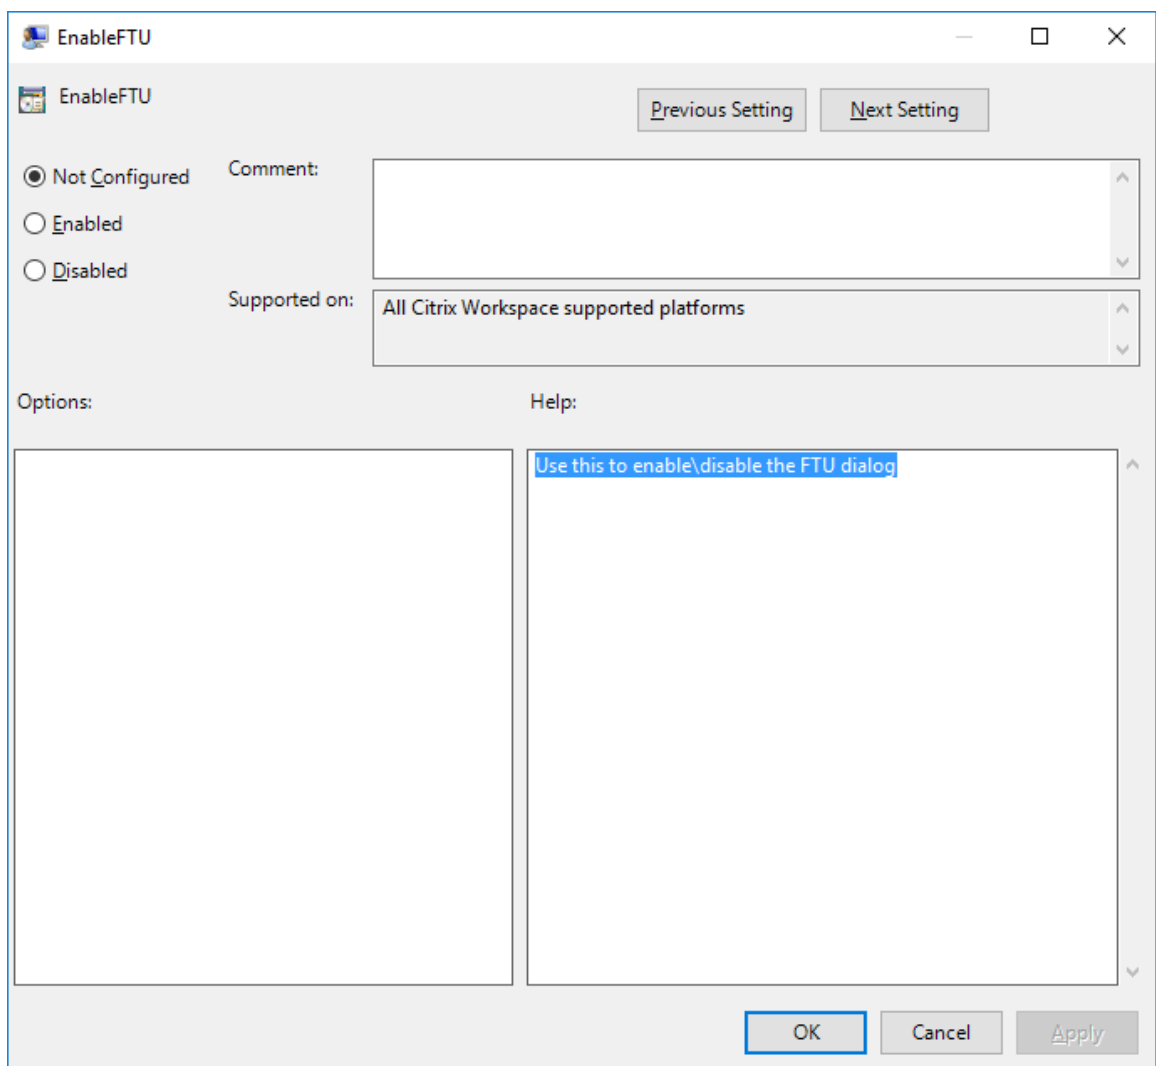 EnableFTU
EnableFTU
Previous Setting
Next Setting
Not Configured
Enabled
Disabled
Comment:
Supported on:
All Citrix Workspace supported platforms
Options:
Help:
Use this to enable\disable the FTU dialog
OK
Cancel
Apply